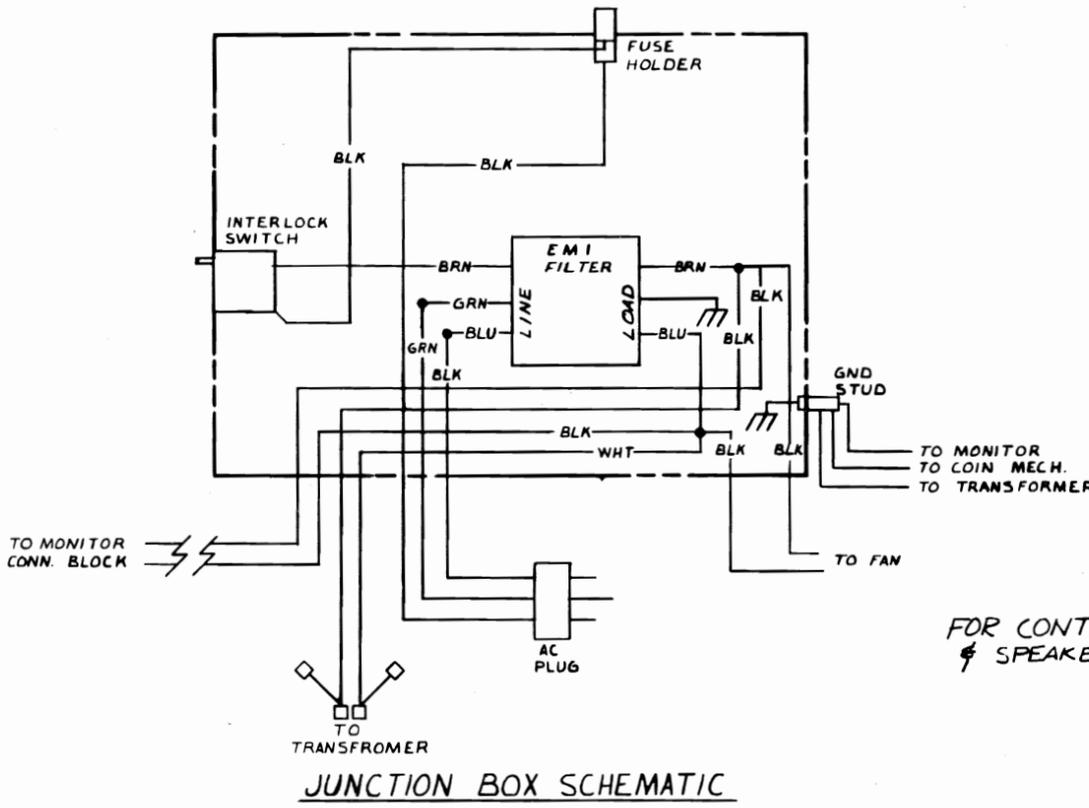 FUSE
HOLDER
BLK
BLK
INTERLOCK
SWITCH
EMI
FILTER
BRN
BRN
BLK
GRN
LINE
LOAD
BLU
BLU
BLK
GRN
BLK
GND
STUD
BLK
BLK
BLK
WHT
TO MONITOR
TO COIN MECH.
TO TRANSFORMER
TO MONITOR
CONN. BLOCK
TO FAN
FOR CONT
& SPEAKE
AC
PLUG
TO
TRANSFROMER
JUNCTION BOX SCHEMATIC